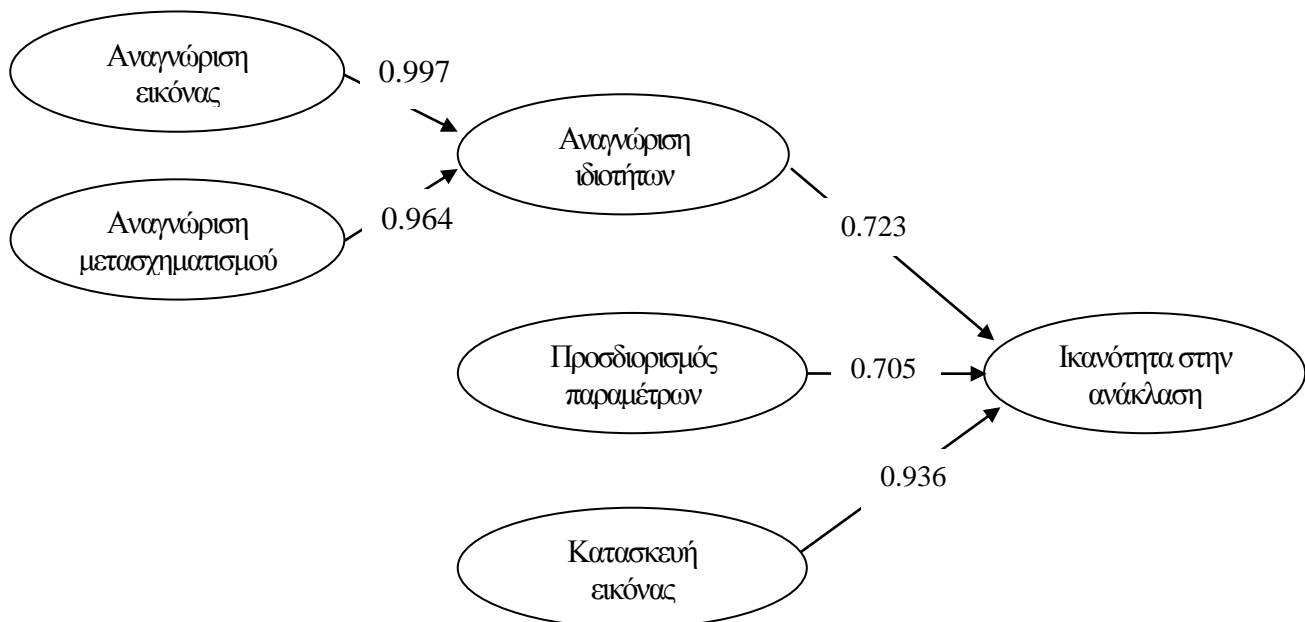 Αναγνώριση
εικόνας
0.997
Αναγνώριση
ιδιοτήτων
Αναγνώριση
μετασχηματισμού
0.964
0.723
Προσδιορισμός
παραμέτρων
0.705
Ικανότητα στην
ανάκλαση
0.936
Κατασκευή
εικόνας